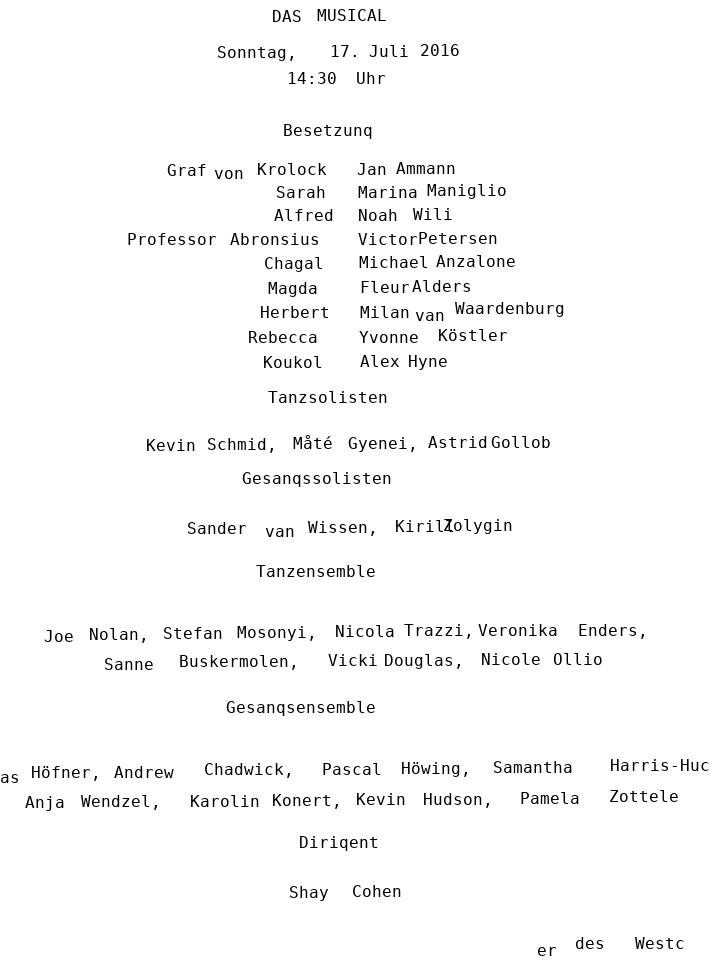 DAS MUSICAL
Sonntag, 17. Juli 2016
14:30 Uhr
Besetzunq
Graf von Krolock Jan Ammann
Sarah Marina Maniglio
Alfred Noah Wili
Professor Abronsius Victor Petersen
Chagal Michael Anzalone
Magda Fleur Alders
Herbert Milan van Waardenburg
Rebecca Yvonne Köstler
Koukol Alex Hyne
Tanzsolisten
Kevin Schmid, Måté Gyenei, Astrid Gollob
Gesanqssolisten
Sander van Wissen, Kirill Zolygin
Tanzensemble
Joe Nolan, Stefan Mosonyi, Nicola Trazzi, Veronika Enders,
Sanne Buskermolen, Vicki Douglas, Nicole Ollio
Gesanqsensemble
as Höfner, Andrew Chadwick, Pascal Höwing, Samantha Harris-Huc
Anja Wendzel, Karolin Konert, Kevin Hudson, Pamela Zottele
Diriqent
Shay Cohen
er des Westc